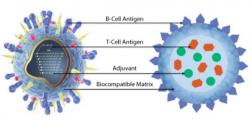 B-Cell Antigen
T-Cell Antigen
Adjuvant
Biocompatible Matrix